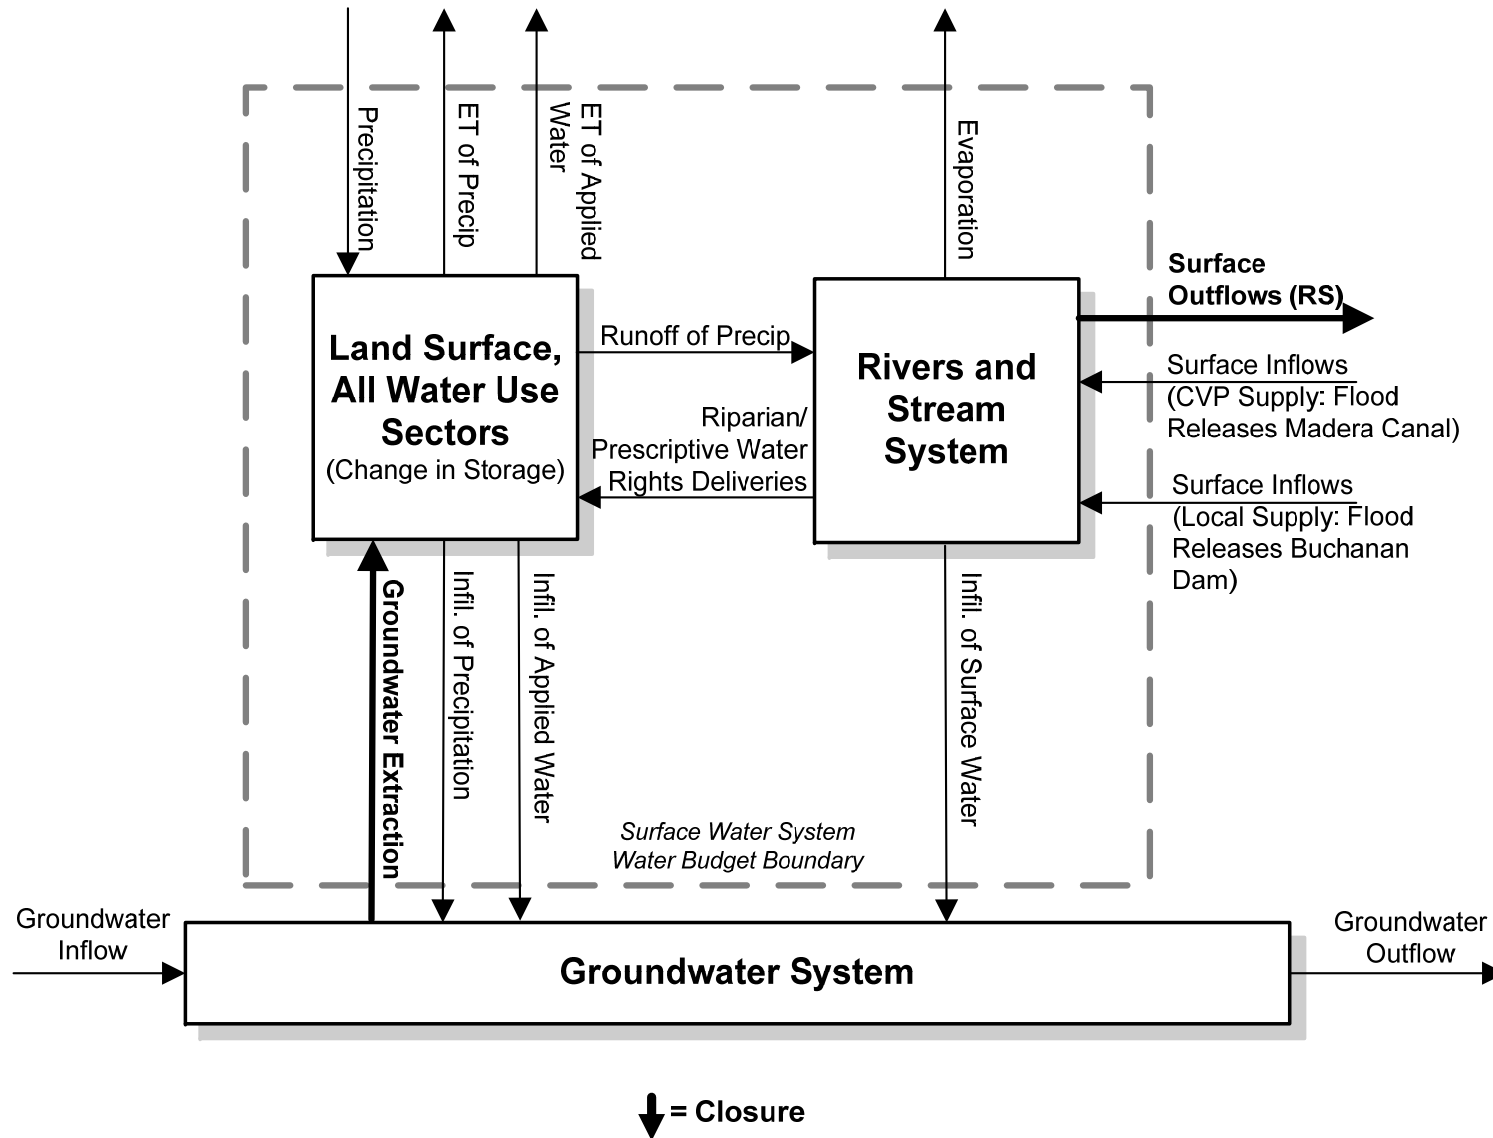 Precipitation
ET of Precip
ET of Applied
Water
Evaporation
Surface
Outflows (RS)
Land Surface,
All Water Use
Sectors
(Change in Storage)
Runoff of Precip
Riparian/
Prescriptive Water
Rights Deliveries
Rivers and
Stream
System
Surface Inflows
(CVP Supply: Flood
Releases Madera Canal)
Surface Inflows
(Local Supply: Flood
Releases Buchanan
Dam)
Groundwater Extraction
Infil. of Precipitation
Infil. of Applied Water
Infil. of Surface Water
Surface Water System
Water Budget Boundary
Groundwater
Inflow
Groundwater System
Groundwater
Outflow
= Closure